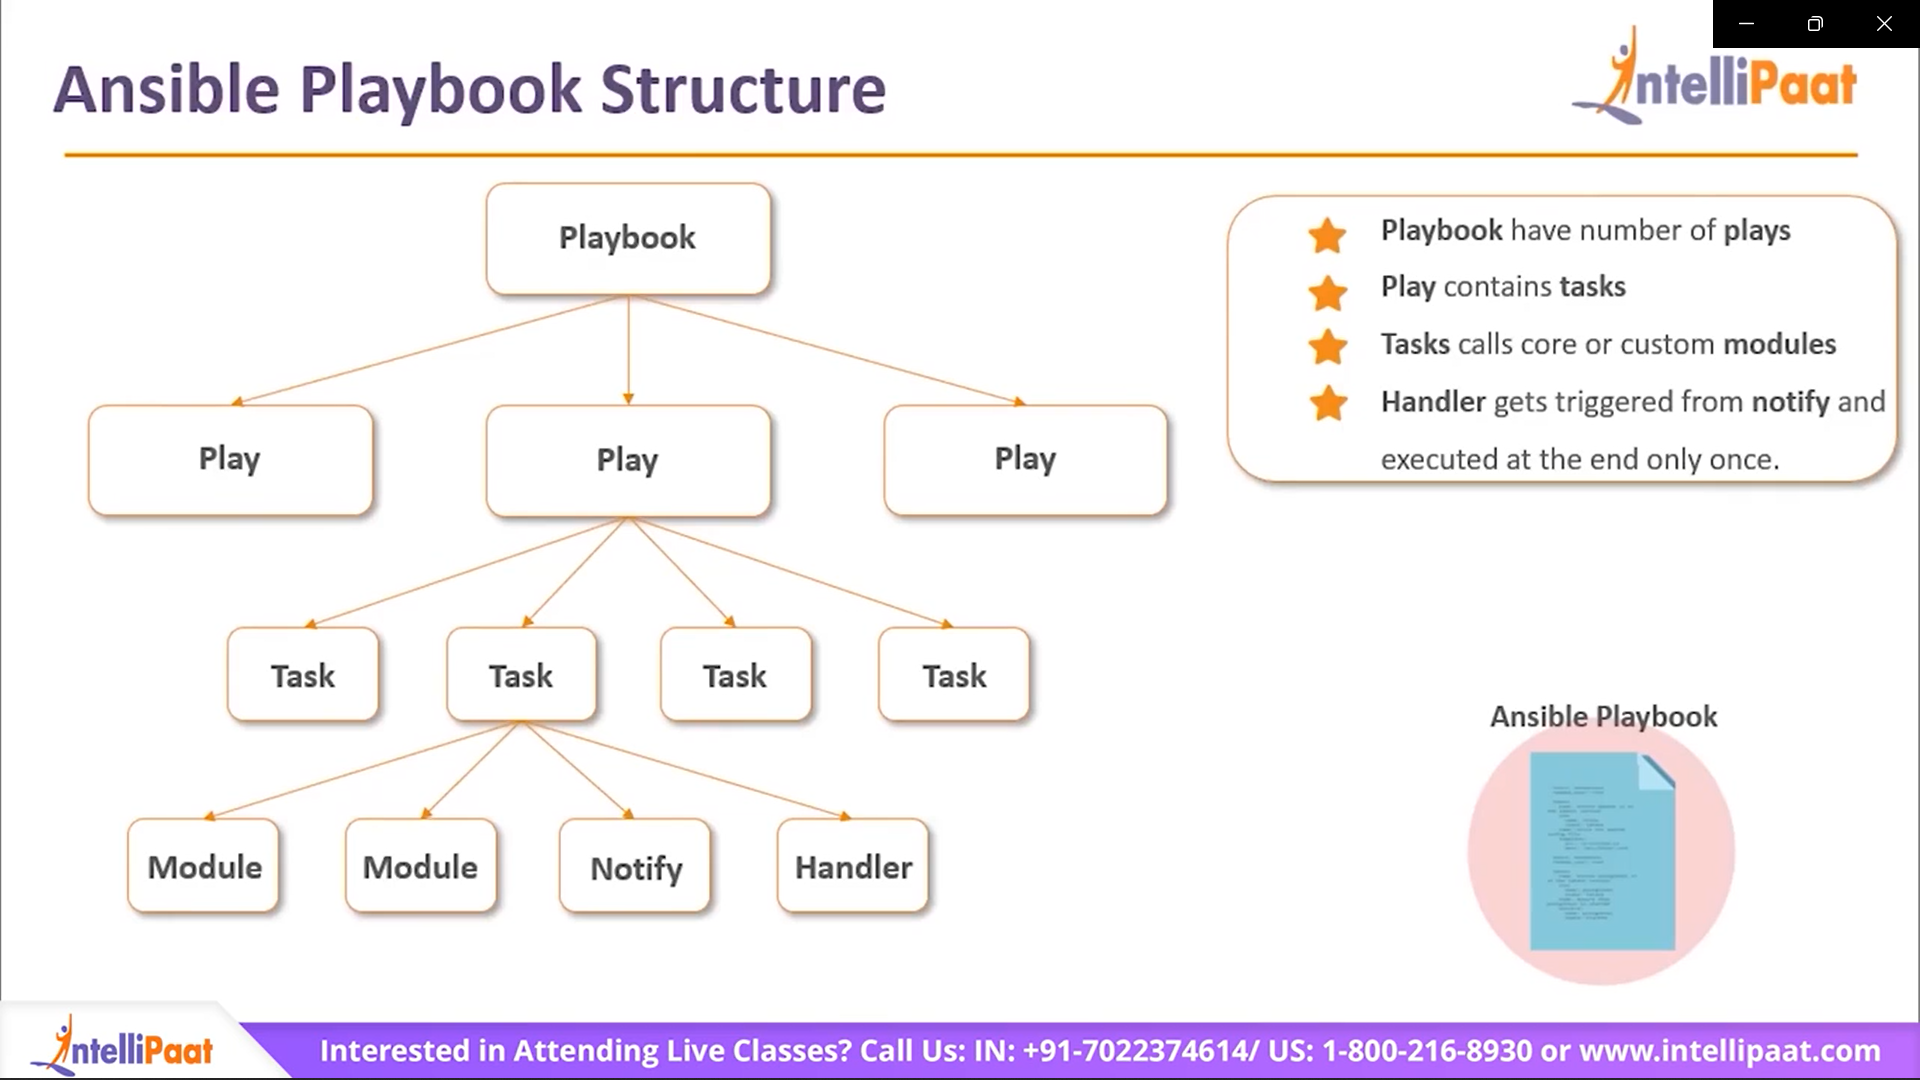 Ansible Playbook Structure
IntelliPaat
Playbook
Playbook have number of plays
Play contains tasks
Tasks calls core or custom modules
Handler gets triggered from notify and
executed at the end only once.
Play
Play
Play
Task
Task
Task
Task
Module
Module
Notify
Handler
Ansible Playbook
IntelliPaat
Interested in Attending Live Classes? Call Us: IN: +91-7022374614/ US: 1-800-216-8930 or www.intellipaat.com